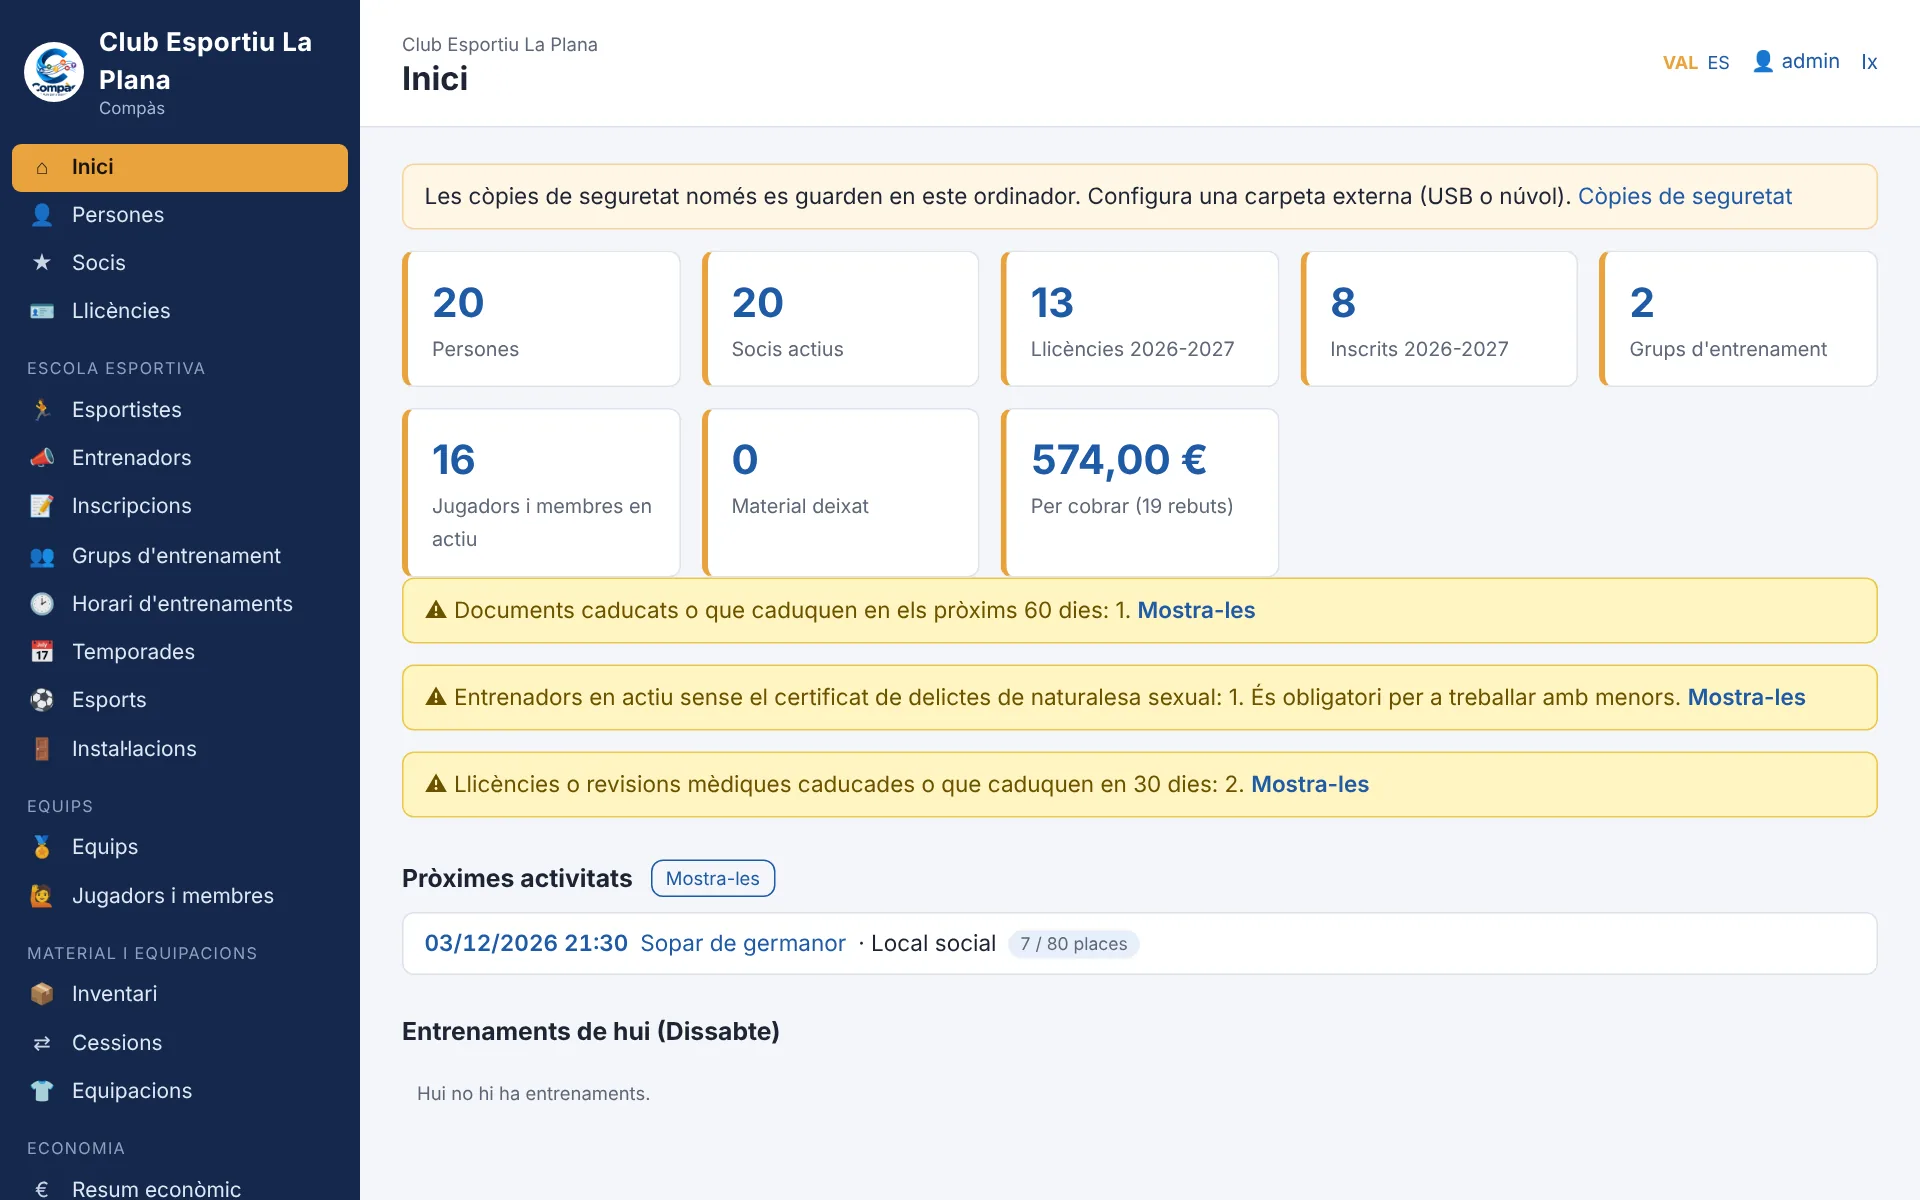 Club Esportiu La
Plana
Compàs
Inici
Persones
Socis
Llicències
ESCOLA ESPORTIVA
Esportistes
Entrenadors
Inscripcions
Grups d'entrenament
Horari d'entrenaments
Temporades
Esports
Instal·lacions
EQUIPS
Equips
Jugadors i membres
MATERIAL I EQUIPACIONS
Inventari
Cessions
Equipacions
ECONOMIA
€ Resum econòmic
Club Esportiu La Plana
Inici
VAL ES admin Ix
Les còpies de seguretat només es guarden en este ordinador. Configura una carpeta externa (USB o núvol). Còpies de seguretat
20
Persones
20
Socis actius
13
Llicències 2026-2027
8
Inscrits 2026-2027
2
Grups d'entrenament
16
Jugadors i membres en
actiu
0
Material deixat
574,00 €
Per cobrar (19 rebuts)
⚠ Documents caducats o que caduquen en els pròxims 60 dies: 1. Mostra-les
⚠ Entrenadors en actiu sense el certificat de delictes de naturalesa sexual: 1. És obligatori per a treballar amb menors. Mostra-les
⚠ Llicències o revisions mèdiques caducades o que caduquen en 30 dies: 2. Mostra-les
Pròximes activitats Mostra-les
03/12/2026 21:30 Sopar de germanor · Local social 7 / 80 places
Entrenaments de hui (Dissabte)
Hui no hi ha entrenaments.